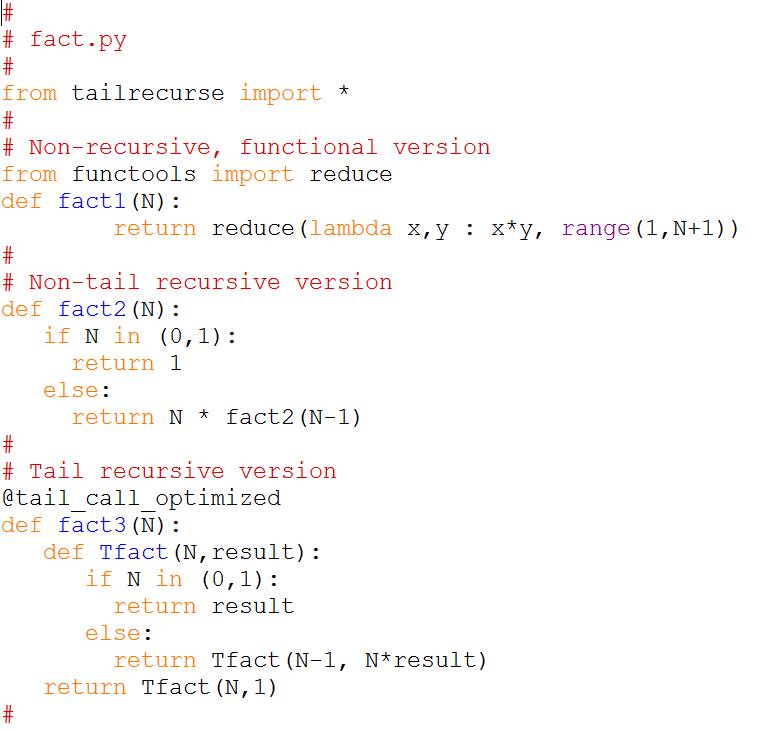 #
# fact.py
#
from tailrecurse import *
#
# Non-recursive, functional version
from functools import reduce
def fact1(N):
        return reduce(lambda x,y : x*y, range(1,N+1))
#
# Non-tail recursive version
def fact2(N):
   if N in (0,1):
     return 1
   else:
     return N * fact2(N-1)
#
# Tail recursive version
@tail_call_optimized
def fact3(N):
   def Tfact(N,result):
      if N in (0,1):
        return result
      else:
        return Tfact(N-1, N*result)
   return Tfact(N,1)
#